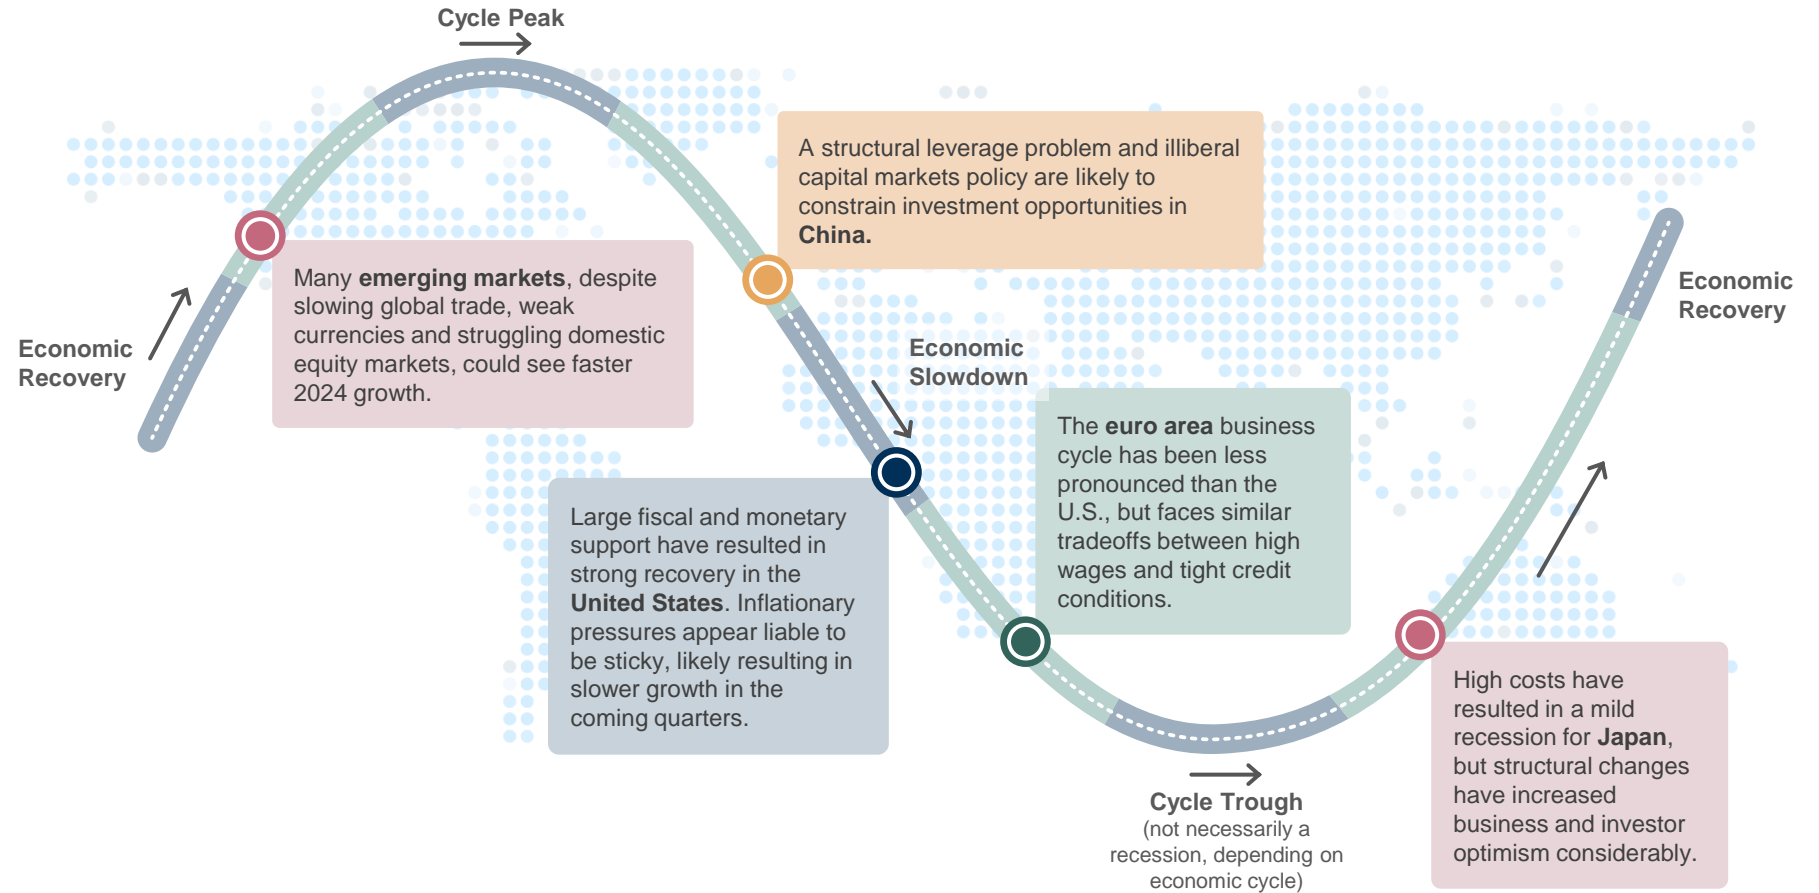 Cycle Peak
Economic
Recovery
Many emerging markets, despite
slowing global trade, weak
currencies and struggling domestic
equity markets, could see faster
2024 growth.
A structural leverage problem and illiberal
capital markets policy are likely to
constrain investment opportunities in
China.
Economic
Slowdown
Large fiscal and monetary
support have resulted in
strong recovery in the
United States. Inflationary
pressures appear liable to
be sticky, likely resulting in
slower growth in the
coming quarters.
The euro area business
cycle has been less
pronounced than the
U.S., but faces similar
tradeoffs between high
wages and tight credit
conditions.
Cycle Trough
(not necessarily a
recession, depending on
economic cycle)
High costs have
resulted in a mild
recession for Japan,
but structural changes
have increased
business and investor
optimism considerably.
Economic
Recovery